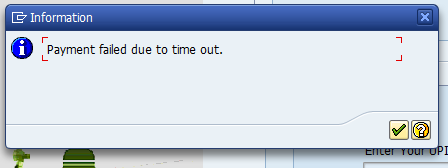 Information
Payment failed due to time out.
Enter Your UPI